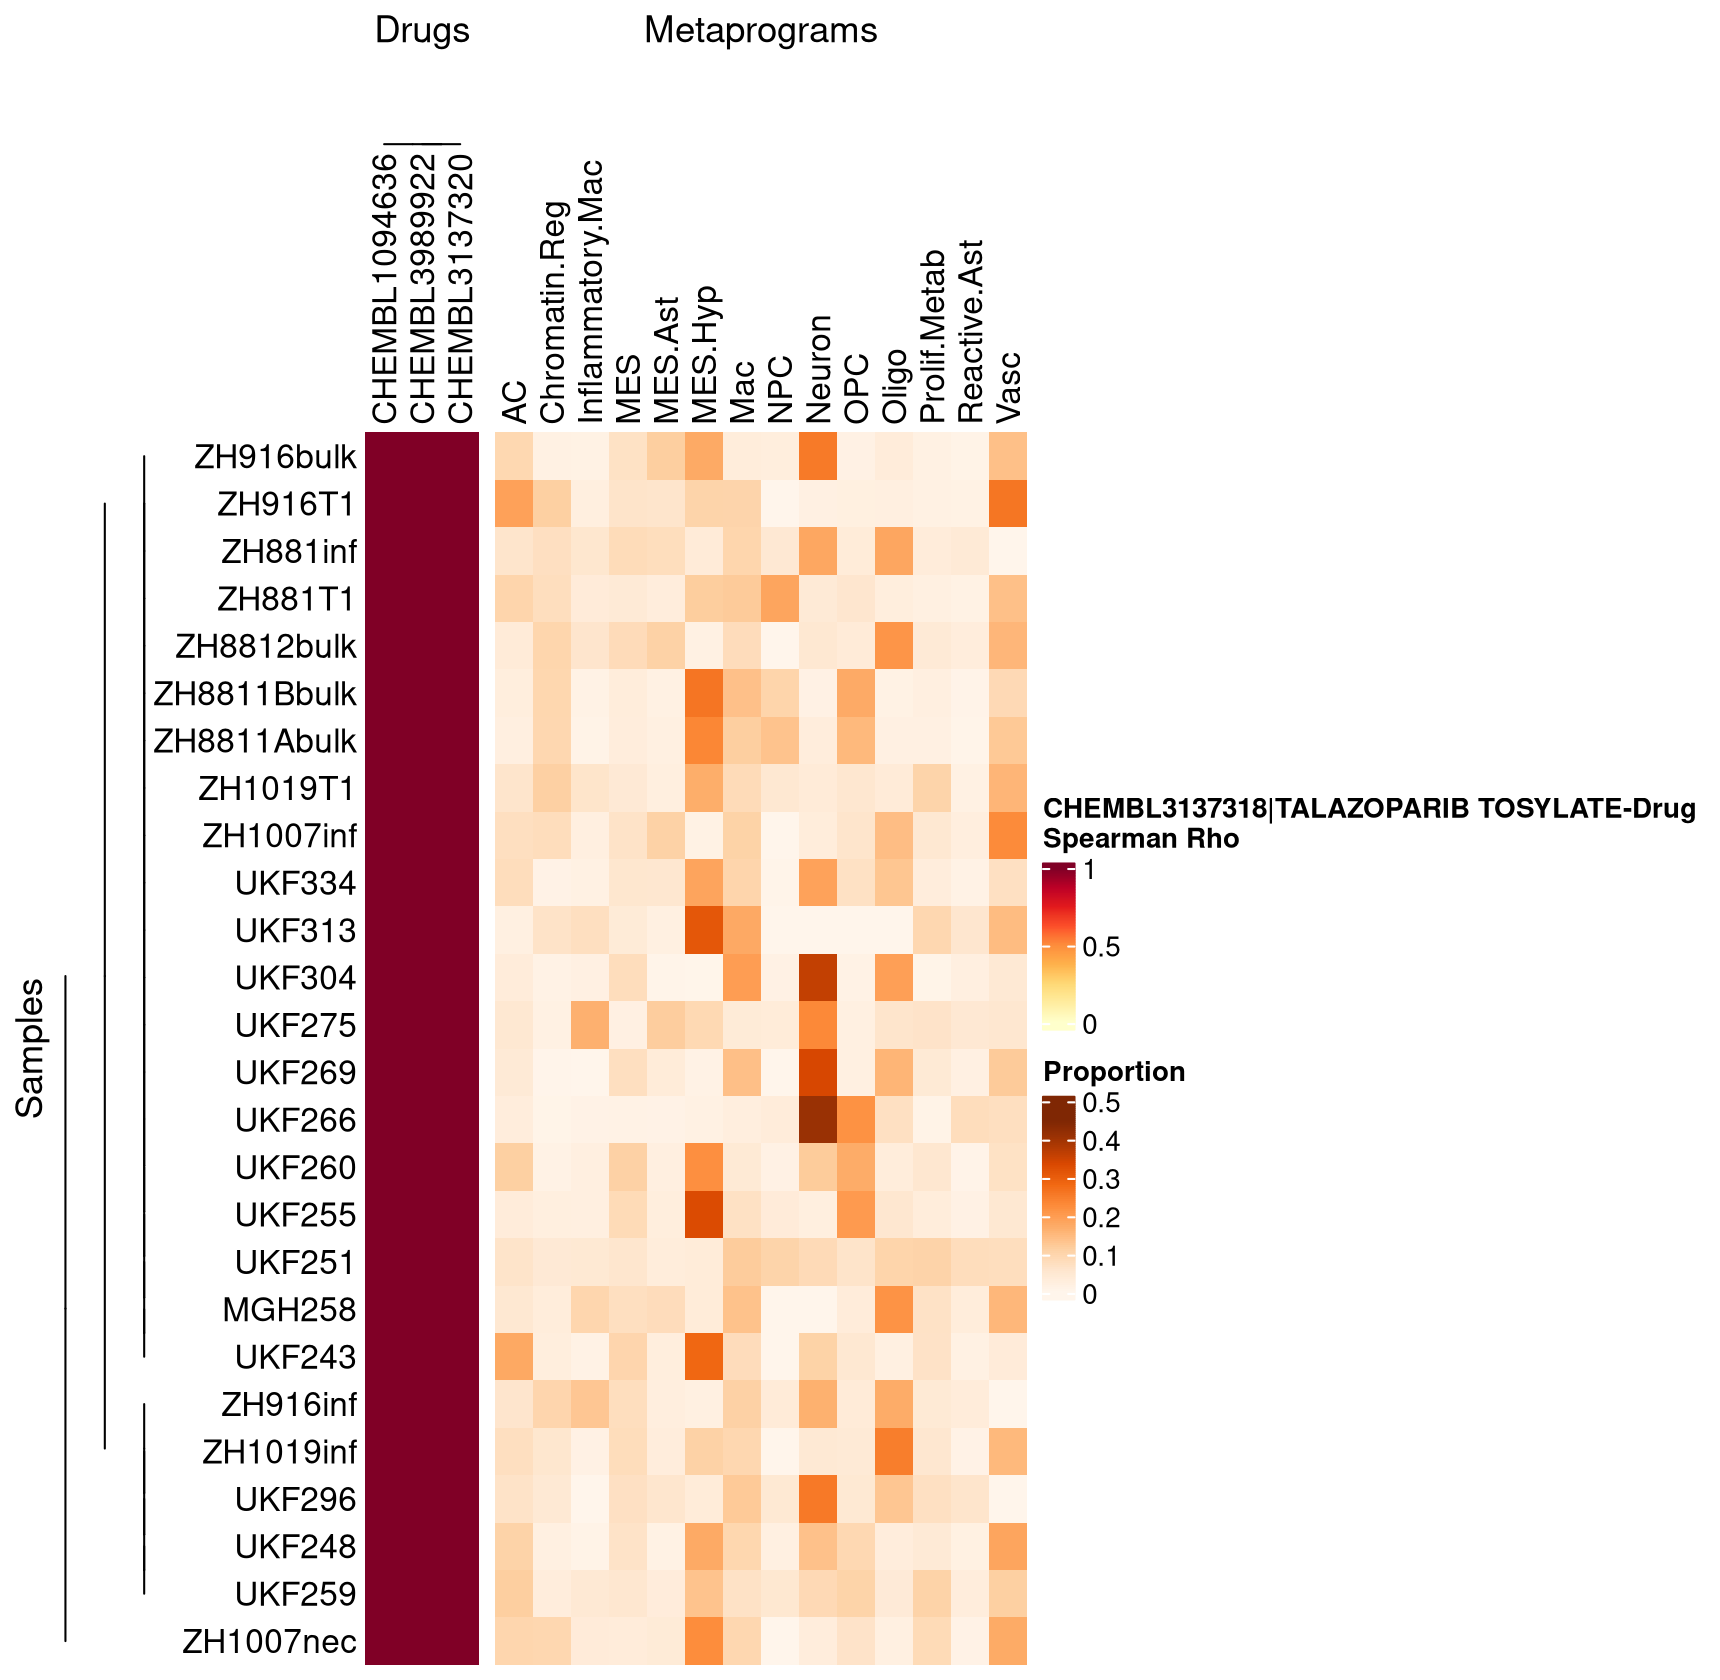 Drugs
Metaprograms
CHEMBL1094636
CHEMBL3989922
CHEMBL3137320
AC
Chromatin.Reg
Inflammatory.Mac
MES
MES.Ast
MES.Hyp
Mac
NPC
Neuron
OPC
Oligo
Prolif.Metab
Reactive.Ast
Vasc
Samples
ZH916bulk
ZH916T1
ZH881inf
ZH881T1
ZH8812bulk
ZH8811Bbulk
ZH8811Abulk
ZH1019T1
ZH1007inf
UKF334
UKF313
UKF304
UKF275
UKF269
UKF266
UKF260
UKF255
UKF251
MGH258
UKF243
ZH916inf
ZH1019inf
UKF296
UKF248
UKF259
ZH1007nec
CHEMBL3137318|TALAZOPARIB TOSYLATE-Drug
Spearman Rho
1
0.5
0
Proportion
0.5
0.4
0.3
0.2
0.1
0